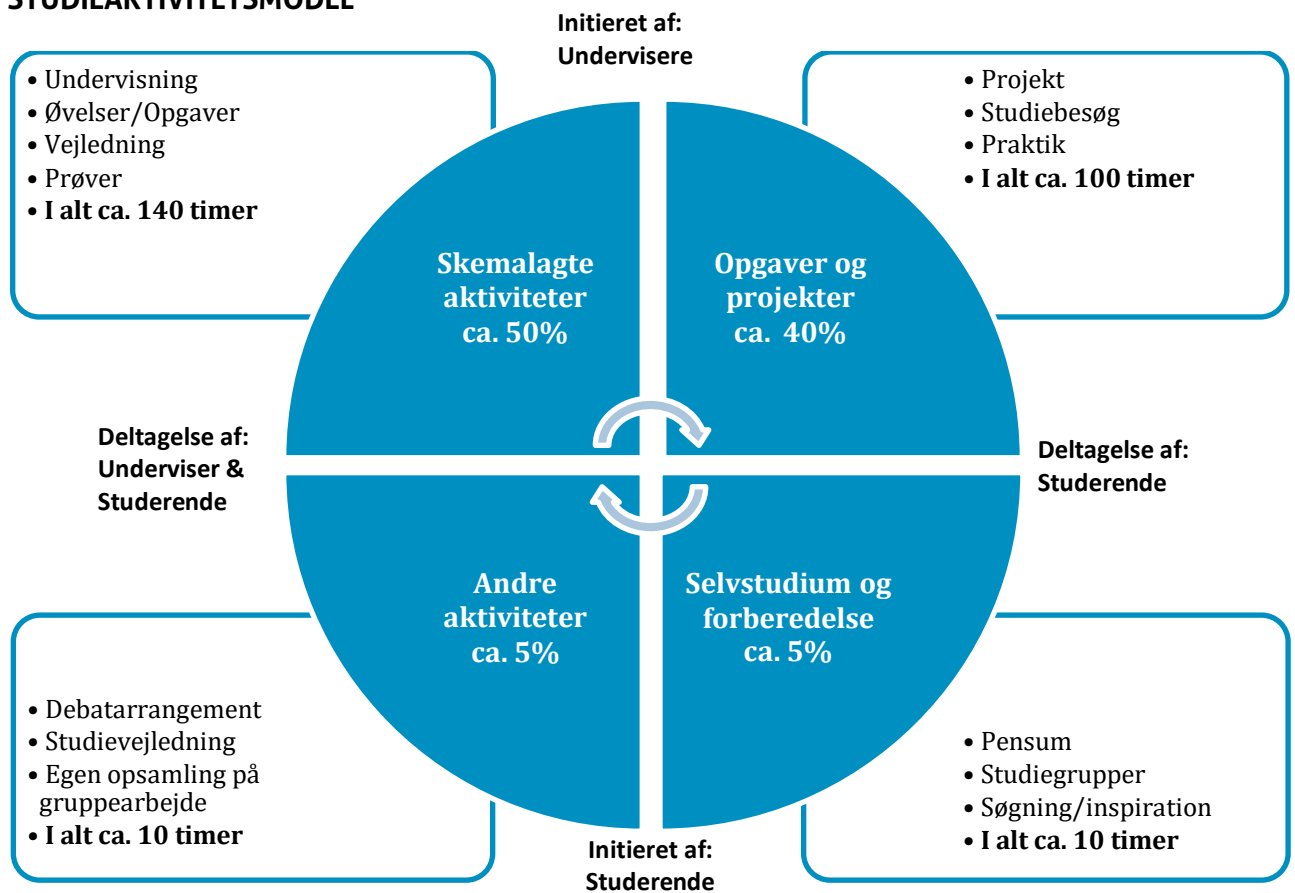 STUDIEAKTIVITETSMODEL
Initieret af:
Undervisere
• Undervisning
• Øvelser/Opgaver
• Vejledning
• Prøver
• I alt ca. 140 timer
• Projekt
• Studiebesøg
• Praktik
• I alt ca. 100 timer
Skemalagte
aktiviteter
ca. 50%
Opgaver og
projekter
ca. 40%
Deltagelse af:
Underviser &
Studerende
Deltagelse af:
Studerende
Andre
aktiviteter
ca. 5%
Selvstudium og
forberedelse
ca. 5%
• Debatarrangement
• Studievejledning
• Egen opsamling på
gruppearbejde
• I alt ca. 10 timer
• Pensum
• Studiegrupper
• Søgning/inspiration
• I alt ca. 10 timer
Initieret af:
Studerende